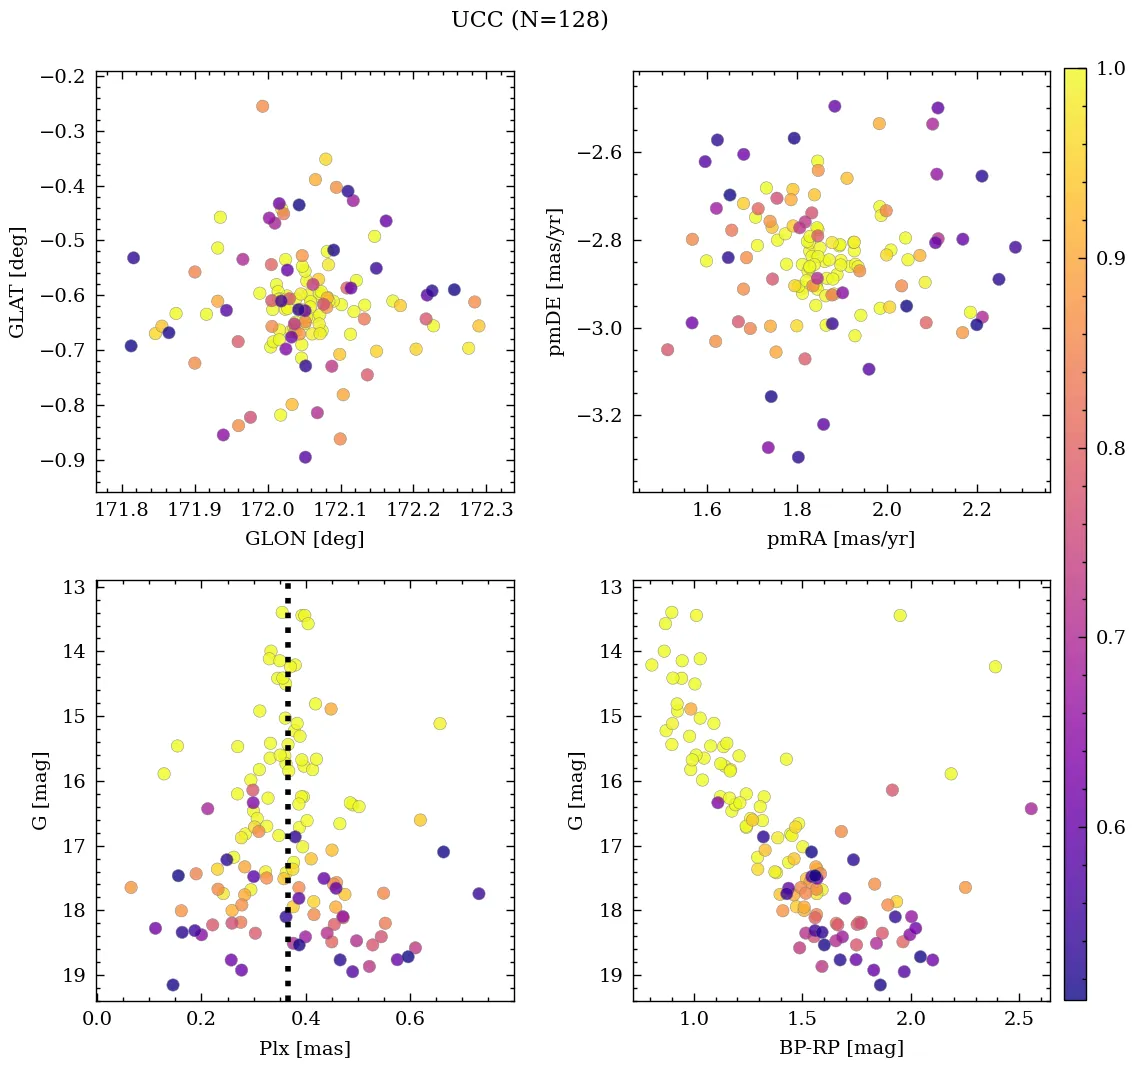 UCC (N=128)
−0.2
−0.3
−0.4
−0.5
−0.6
−0.7
−0.8
−0.9
GLAT [deg]
171.8 171.9 172.0 172.1 172.2 172.3
GLON [deg]
−2.6
−2.8
−3.0
−3.2
pmDE [mas/yr]
1.6 1.8 2.0 2.2
pmRA [mas/yr]
13
14
15
16
17
18
19
G [mag]
0.0 0.2 0.4 0.6
Plx [mas]
13
14
15
16
17
18
19
G [mag]
1.0 1.5 2.0 2.5
BP-RP [mag]
1.0
0.9
0.8
0.7
0.6